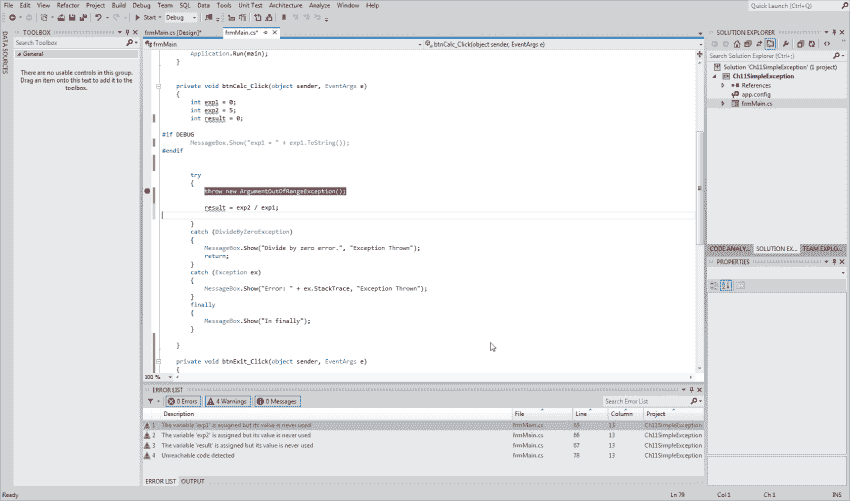 File Edit View Refactor Project Build Debug Team SQL Data Tools Unit Test Architecture Analyze Window Help
Quick Launch (Ctrl+Q)
Start Debug
DATA SOURCES
TOOLBOX
Search Toolbox
General
There are no usable controls in this group.
Drag an item onto this text to add it to the
toolbox.
frmMain.cs [Design]*
frmMain.cs*
frmMain
btnCalc_Click(object sender, EventArgs e)
Application.Run(main);
}
private void btnCalc_Click(object sender, EventArgs e)
{
int exp1 = 0;
int exp2 = 5;
int result = 0;
#if DEBUG
MessageBox.Show("exp1 = " + exp1.ToString());
#endif
try
{
throw new ArgumentOutOfRangeException();
result = exp2 / exp1;
}
catch (DivideByZeroException)
{
MessageBox.Show("Divide by zero error.", "Exception Thrown");
return;
}
catch (Exception ex)
{
MessageBox.Show("Error: " + ex.StackTrace, "Exception Thrown");
}
finally
{
MessageBox.Show("In finally");
}
}
private void btnExit_Click(object sender, EventArgs e)
{
100 %
SOLUTION EXPLORER
Search Solution Explorer (Ctrl+;)
Solution 'Ch11SimpleException' (1 project)
Ch11SimpleException
References
app.config
frmMain.cs
CODE ANALY... SOLUTION EX... TEAM EXPLO...
PROPERTIES
ERROR LIST
0 Errors 4 Warnings 0 Messages
Search Error List
Description File Line Column Project
1 The variable 'exp1' is assigned but its value is never used frmMain.cs 65 13 Ch11SimpleException
2 The variable 'exp2' is assigned but its value is never used frmMain.cs 66 13 Ch11SimpleException
3 The variable 'result' is assigned but its value is never used frmMain.cs 67 13 Ch11SimpleException
4 Unreachable code detected frmMain.cs 78 13 Ch11SimpleException
ERROR LIST OUTPUT
Ready
Ln 79 Col 1 Ch 1 INS